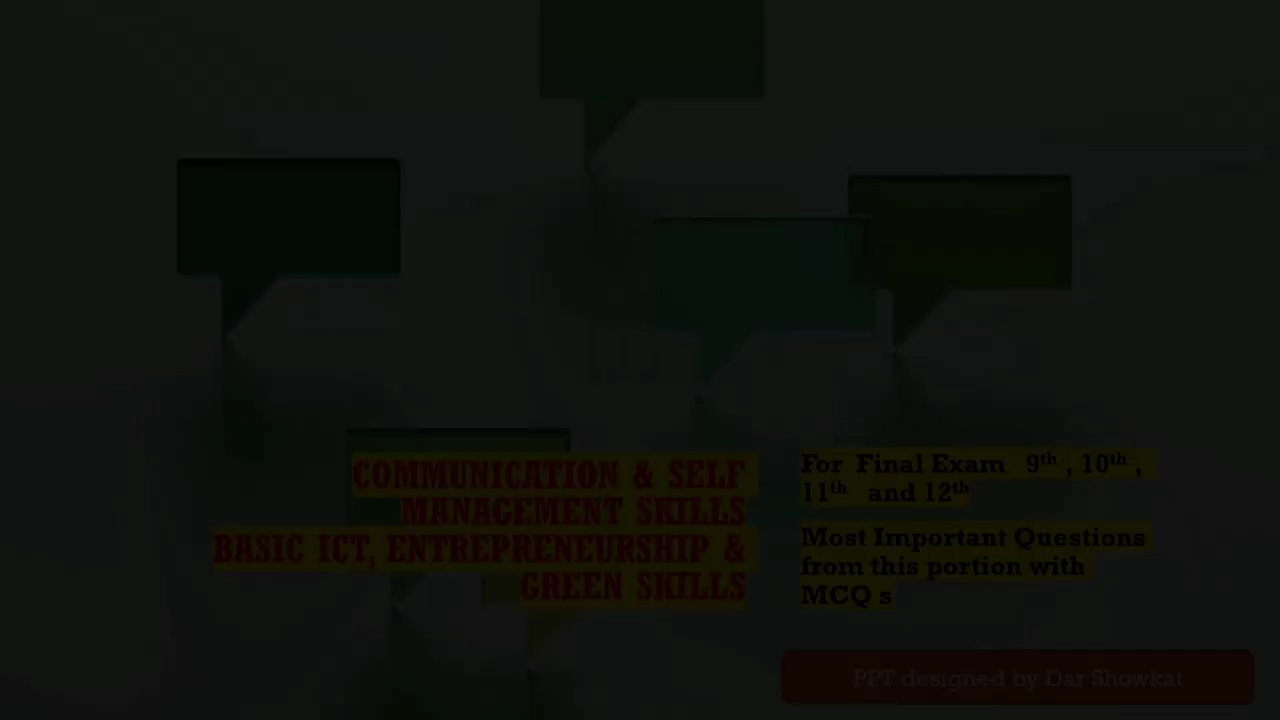 COMMUNICATION & SELF
MANAGEMENT SKILLS
BASIC ICT, ENTREPRENEURSHIP &
GREEN SKILLS
For Final Exam 9th , 10th ,
11th and 12th
Most Important Questions
from this portion with
MCQ s
PPT designed by Dar Showkat